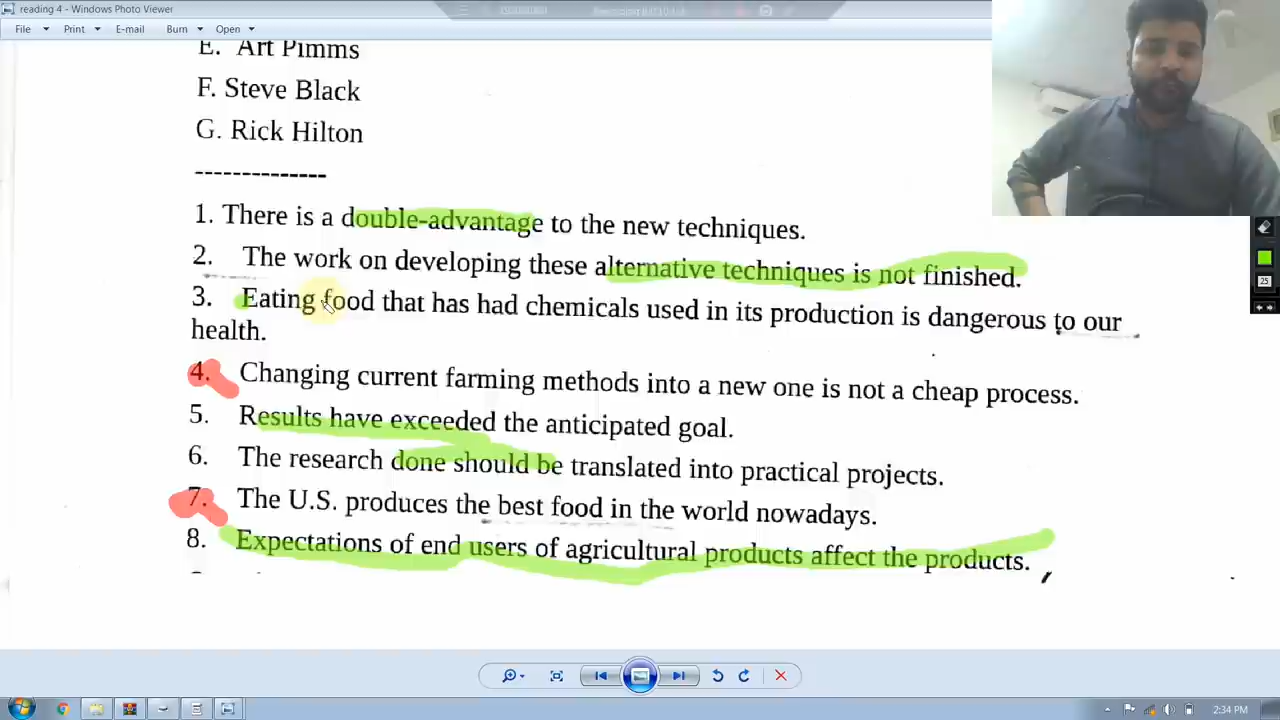 reading 4 - Windows Photo Viewer
File Print E-mail Burn Open
E. Art Pimms
F. Steve Black
G. Rick Hilton
--------------
1. There is a double-advantage to the new techniques.
2. The work on developing these alternative techniques is not finished.
3. Eating food that has had chemicals used in its production is dangerous to our
health.
4. Changing current farming methods into a new one is not a cheap process.
5. Results have exceeded the anticipated goal.
6. The research done should be translated into practical projects.
7. The U.S. produces the best food in the world nowadays.
8. Expectations of end users of agricultural products affect the products.
25
2:34 PM